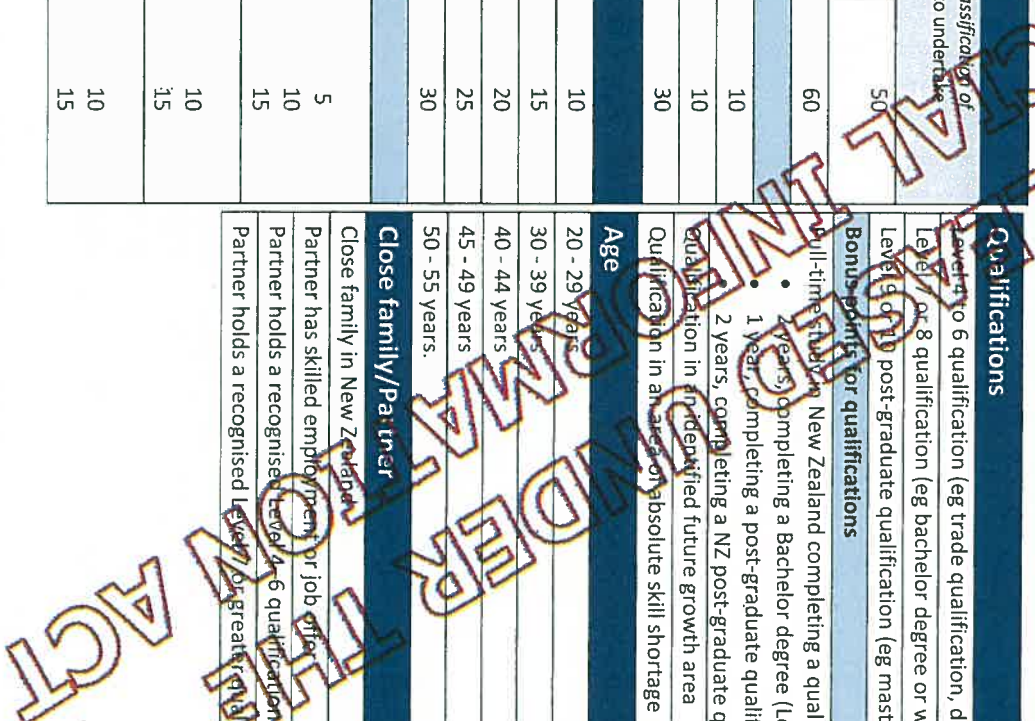 assification of
o undertake
50
60
10
10
30
10
15
20
25
30
5
10
15
10
15
10
15
Qualifications
Level 4 to 6 qualification (eg trade qualification, d
Level 7 or 8 qualification (eg bachelor degree or w
Level 9 or 10 post-graduate qualification (eg mast
Bonus points for qualifications
Full-time study in New Zealand completing a qual
• 2 years, completing a Bachelor degree (Le
• 1 year, completing a post-graduate quali
• 2 years, completing a NZ post-graduate q
Qualification in an identified future growth area
Qualification in an area of absolute skill shortage
Age
20 - 29 years
30 - 39 years
40 - 44 years
45 - 49 years
50 - 55 years.
Close family/Partner
Close family in New Zealand
Partner has skilled employment or job offer
Partner holds a recognised Level 4-6 qualification
Partner holds a recognised Level 7 or greater qua
EASED UNDER THE
CIAL INFORMATION ACT